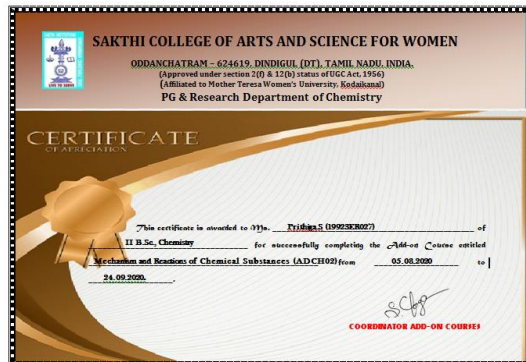 SAKTHI COLLEGE OF ARTS AND SCIENCE FOR WOMEN
ODDANCHATRAM – 624619. DINDIGUL (DT), TAMIL NADU, INDIA.
(Approved under section 2(f) & 12(b) status of UGC Act, 1956)
(Affiliated to Mother Teresa Women's University, Kodaikanal)
PG & Research Department of Chemistry
CERTIFICATE
OF APRECIATION
This certificate is awarded to Ms. Prithiga.S (1992SER027) of
II B.Sc., Chemistry for successfully completing the Add-on Course entitled
Mechanism and Reactions of Chemical Substances (ADCH02) from 05.08.2020 to
24.09.2020.
COORDINATOR ADD-ON COURSES